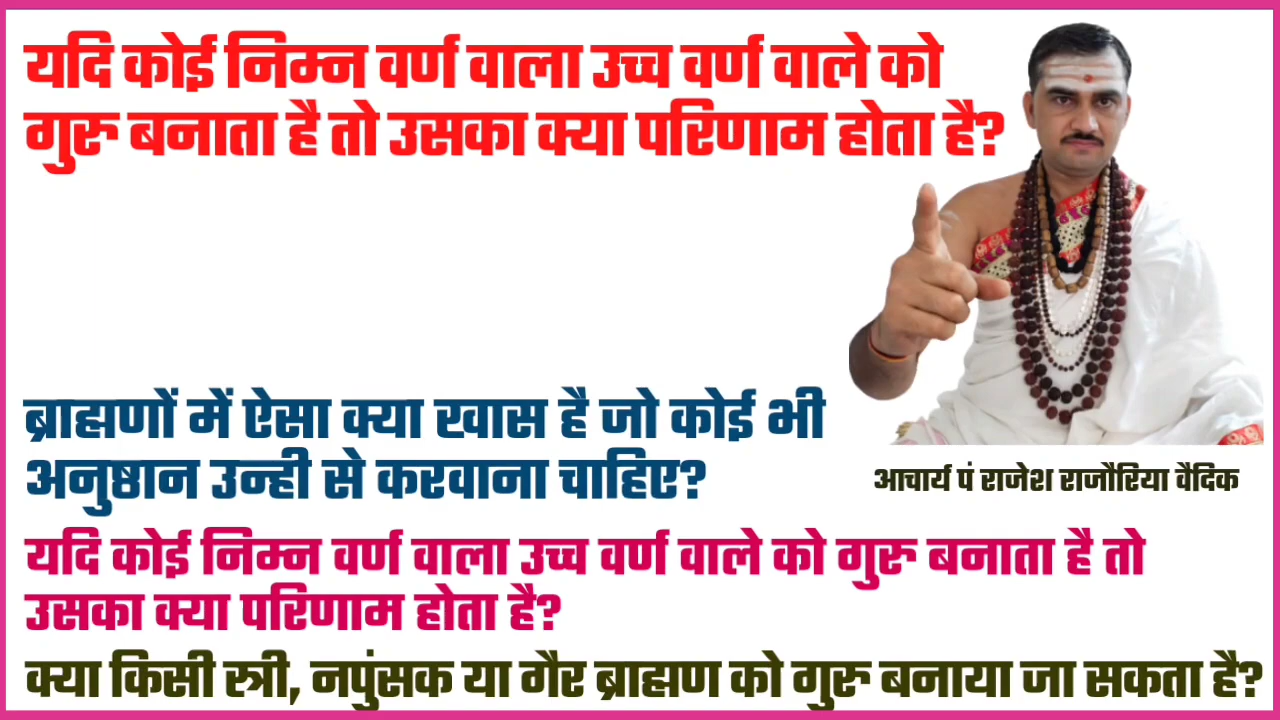 यदि कोई निम्न वर्ण वाला उच्च वर्ण वाले को
गुरु बनाता है तो उसका क्या परिणाम होता है?
ब्राह्मणों में ऐसा क्या खास है जो कोई भी
अनुष्ठान उन्ही से करवाना चाहिए?
आचार्य पं राजेश राजौरिया वैदिक
यदि कोई निम्न वर्ण वाला उच्च वर्ण वाले को गुरु बनाता है तो
उसका क्या परिणाम होता है?
क्या किसी स्त्री, नपुंसक या गैर ब्राह्मण को गुरु बनाया जा सकता है?